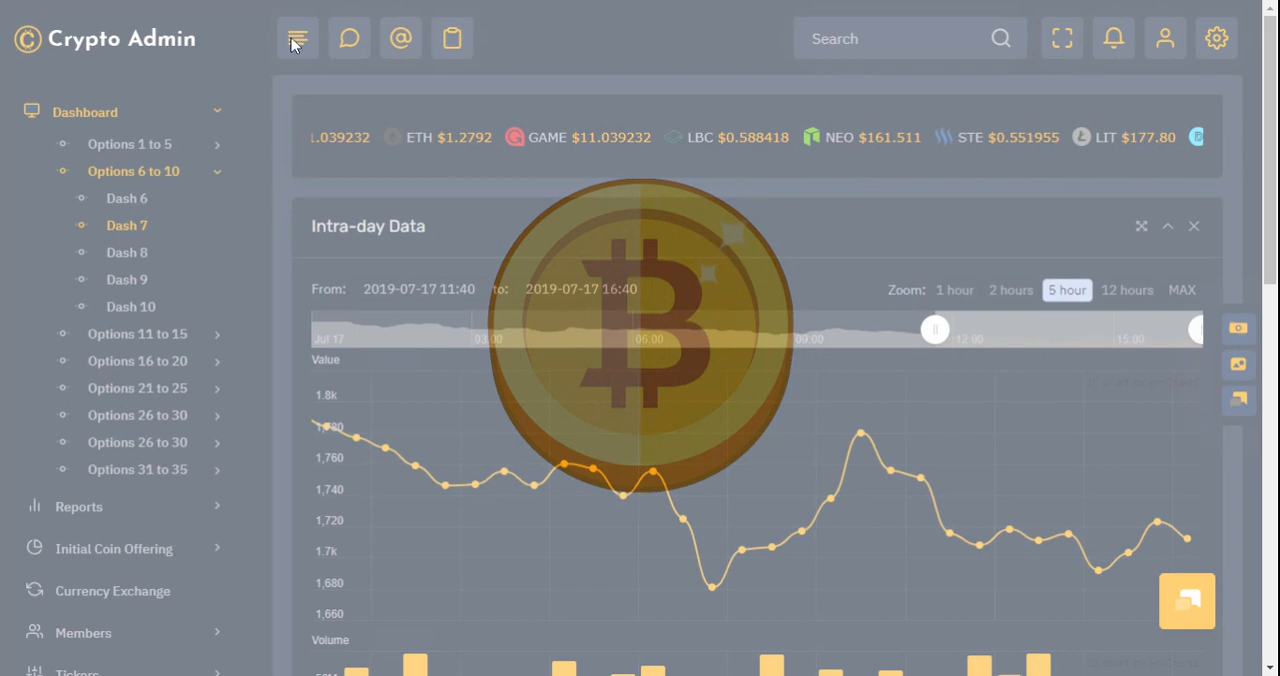 Crypto Admin
Search
Dashboard
Options 1 to 5
Options 6 to 10
Dash 6
Dash 7
Dash 8
Dash 9
Dash 10
Options 11 to 15
Options 16 to 20
Options 21 to 25
Options 26 to 30
Options 26 to 30
Options 31 to 35
Reports
Initial Coin Offering
Currency Exchange
Members
Tickers
1.039232 ETH $1.2792 GAME $11.039232 LBC $0.588418 NEO $161.511 STE $0.551955 LIT $177.80
Intra-day Data
From: 2019-07-17 11:40 to: 2019-07-17 16:40
Zoom: 1 hour 2 hours 5 hour 12 hours MAX
Jul 17 03:00 06:00 09:00 12:00 15:00
Value
1.8k
1,780
1,760
1,740
1,720
1.7k
1,680
1,660
Volume